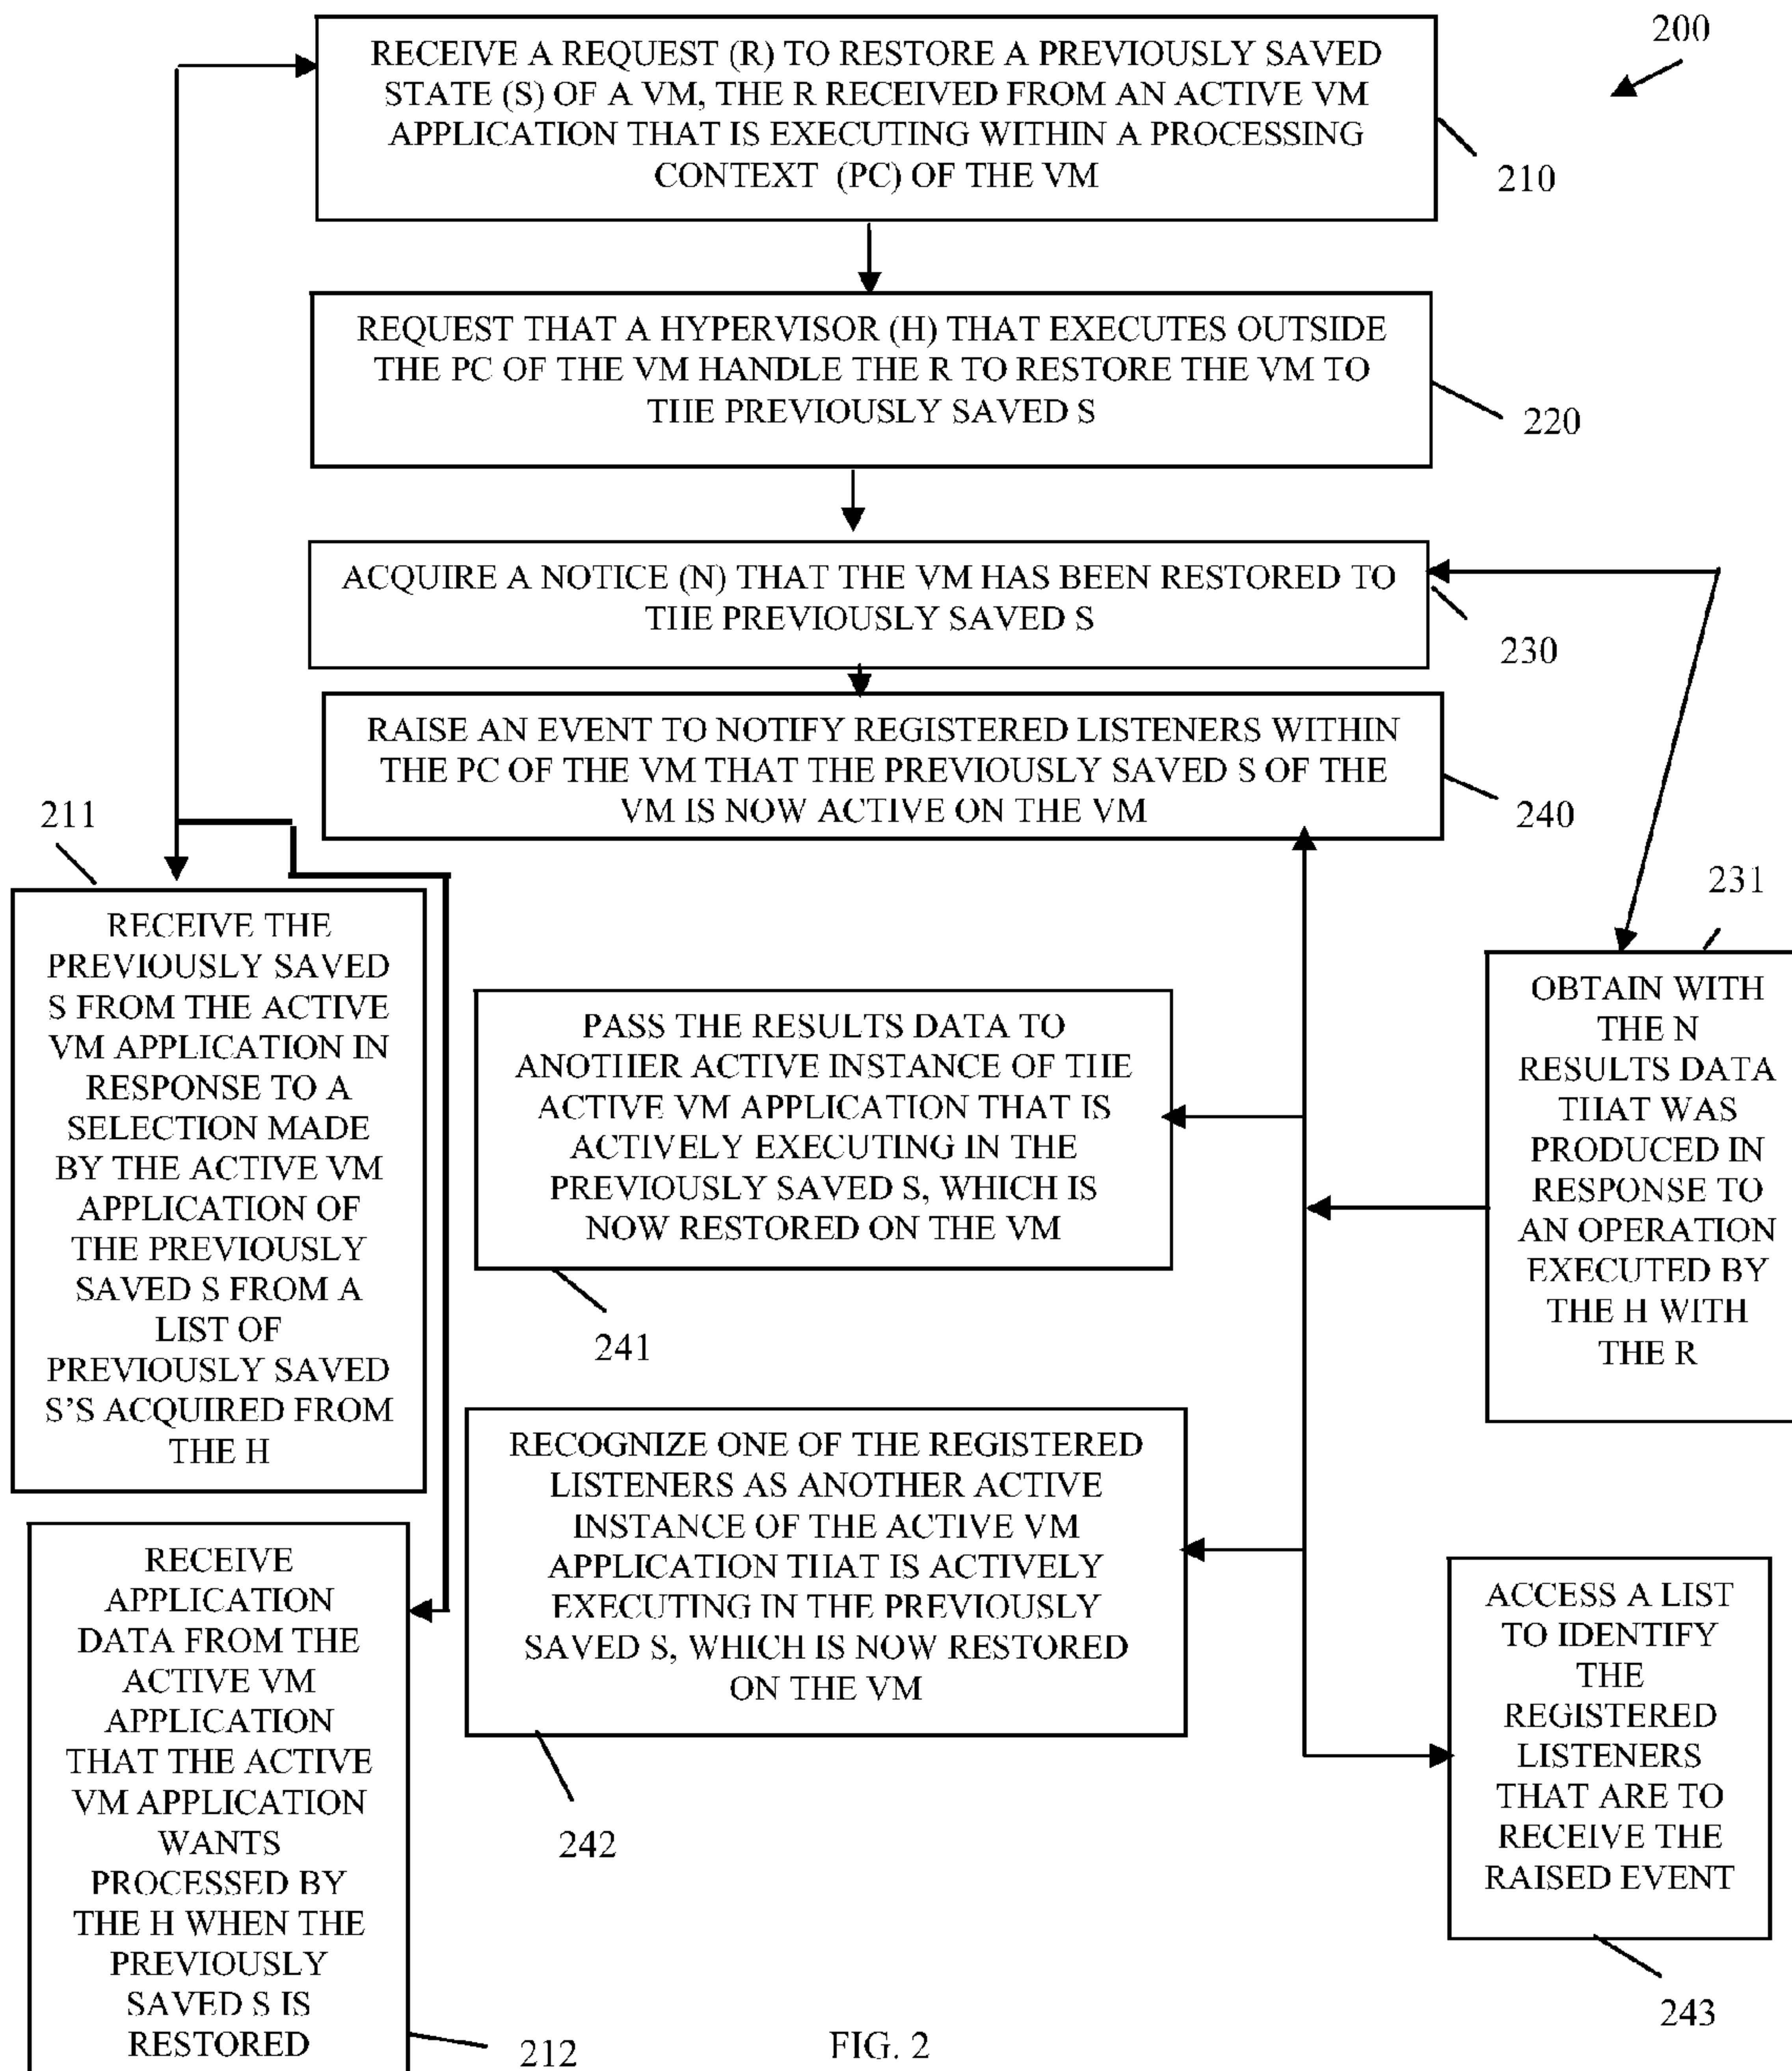 200
RECEIVE A REQUEST (R) TO RESTORE A PREVIOUSLY SAVED
STATE (S) OF A VM, THE R RECEIVED FROM AN ACTIVE VM
APPLICATION THAT IS EXECUTING WITHIN A PROCESSING
CONTEXT (PC) OF THE VM
210
REQUEST THAT A HYPERVISOR (H) THAT EXECUTES OUTSIDE
THE PC OF THE VM HANDLE THE R TO RESTORE THE VM TO
THE PREVIOUSLY SAVED S
220
ACQUIRE A NOTICE (N) THAT THE VM HAS BEEN RESTORED TO
THE PREVIOUSLY SAVED S
230
RAISE AN EVENT TO NOTIFY REGISTERED LISTENERS WITHIN
THE PC OF THE VM THAT THE PREVIOUSLY SAVED S OF THE
VM IS NOW ACTIVE ON THE VM
240
211
RECEIVE THE
PREVIOUSLY SAVED
S FROM THE ACTIVE
VM APPLICATION IN
RESPONSE TO A
SELECTION MADE
BY THE ACTIVE VM
APPLICATION OF
THE PREVIOUSLY
SAVED S FROM A
LIST OF
PREVIOUSLY SAVED
S'S ACQUIRED FROM
THE H
231
OBTAIN WITH
THE N
RESULTS DATA
THAT WAS
PRODUCED IN
RESPONSE TO
AN OPERATION
EXECUTED BY
THE H WITH
THE R
PASS THE RESULTS DATA TO
ANOTHER ACTIVE INSTANCE OF THE
ACTIVE VM APPLICATION THAT IS
ACTIVELY EXECUTING IN THE
PREVIOUSLY SAVED S, WHICH IS
NOW RESTORED ON THE VM
241
RECOGNIZE ONE OF THE REGISTERED
LISTENERS AS ANOTHER ACTIVE
INSTANCE OF THE ACTIVE VM
APPLICATION THAT IS ACTIVELY
EXECUTING IN THE PREVIOUSLY
SAVED S, WHICH IS NOW RESTORED
ON THE VM
242
RECEIVE
APPLICATION
DATA FROM THE
ACTIVE VM
APPLICATION
THAT THE ACTIVE
VM APPLICATION
WANTS
PROCESSED BY
THE H WHEN THE
PREVIOUSLY
SAVED S IS
RESTORED
212
ACCESS A LIST
TO IDENTIFY
THE
REGISTERED
LISTENERS
THAT ARE TO
RECEIVE THE
RAISED EVENT
243
FIG. 2